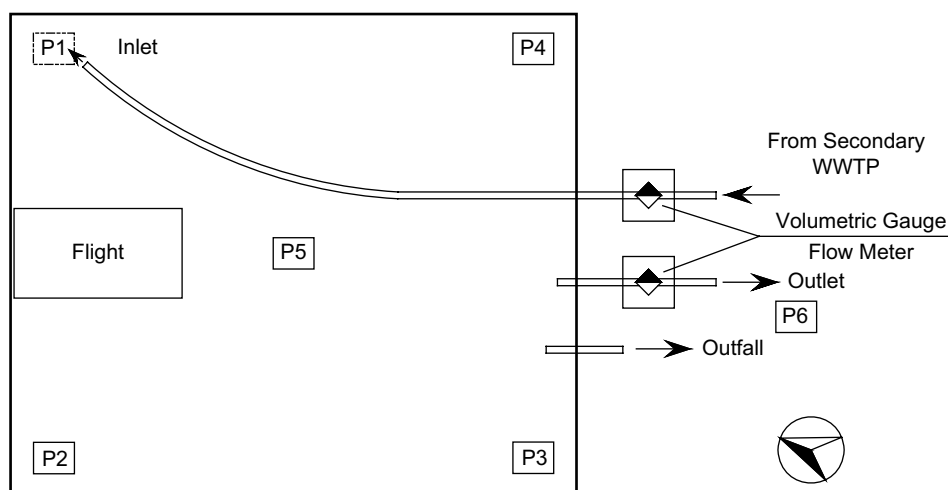 P1
Inlet
P4
From Secondary
WWTP
Volumetric Gauge
Flow Meter
Flight
P5
Outlet
P6
Outfall
P2
P3